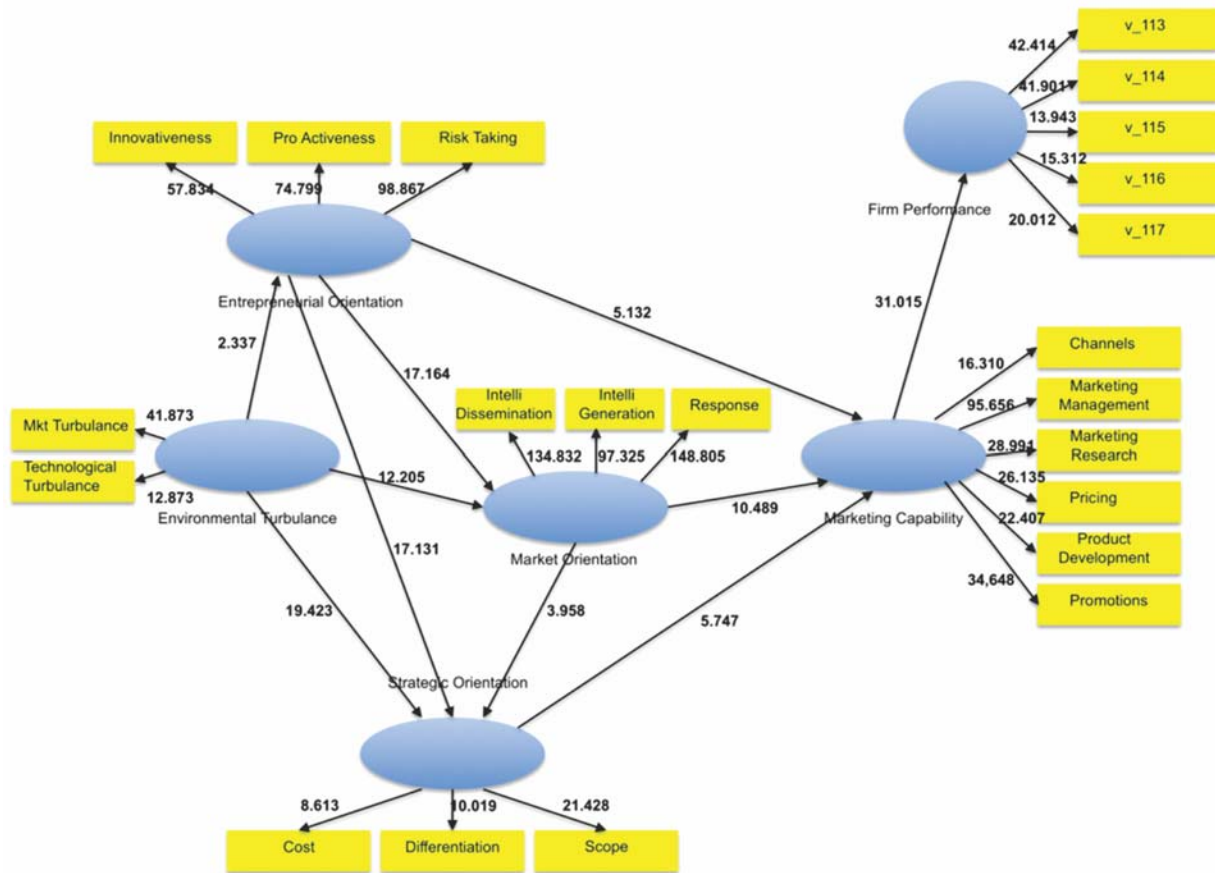 v_113
42.414
v_114
41.901
v_115
13.943
v_116
15.312
v_117
20.012
Firm Performance
Innovativeness
Pro Activeness
Risk Taking
57.834
74.799
98.867
Entrepreneurial Orientation
5.132
31.015
2.337
17.164
Mkt Turbulance
41.873
Technological
Turbulance
12.873
Environmental Turbulance
12.205
Intelli
Dissemination
Intelli
Generation
Response
134.832
97.325
148.805
Market Orientation
10.489
Channels
16.310
Marketing
Management
95.656
Marketing
Research
28.991
26.135
Pricing
22.407
Product
Development
34,648
Promotions
Marketing Capability
17.131
19.423
3.958
5.747
Strategic Orientation
8.613
10.019
21.428
Cost
Differentiation
Scope